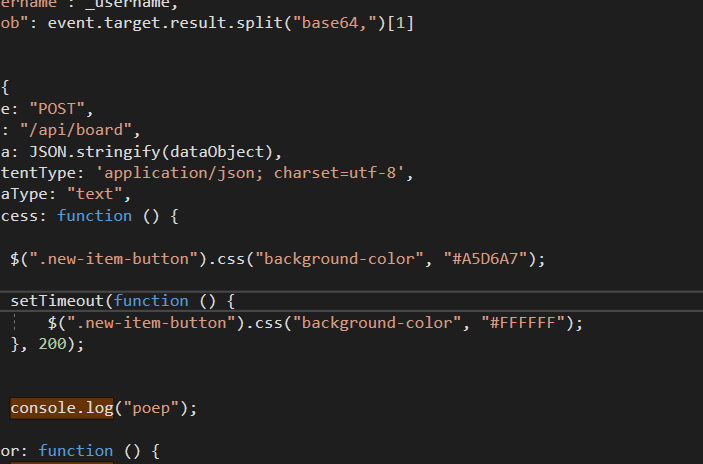 ername": _username,
ob": event.target.result.split("base64,")[1]
{
e: "POST",
: "/api/board",
a: JSON.stringify(dataObject),
tentType: 'application/json; charset=utf-8',
aType: "text",
cess: function () {
$(".new-item-button").css("background-color", "#A5D6A7");
setTimeout(function () {
$(".new-item-button").css("background-color", "#FFFFFF");
}, 200);
console.log("poep");
or: function () {